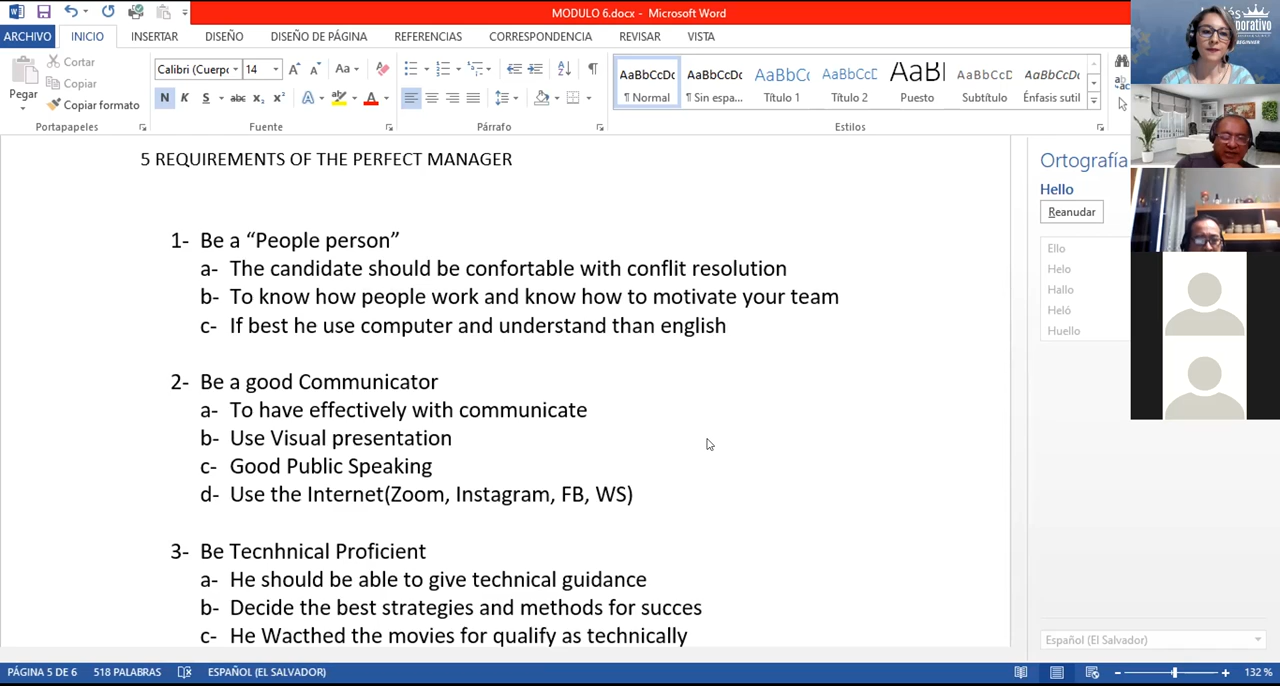 MODULO 6.docx - Microsoft Word
ARCHIVO INICIO INSERTAR DISEÑO DISEÑO DE PÁGINA REFERENCIAS CORRESPONDENCIA REVISAR VISTA
Pegar
Cortar
Copiar
Copiar formato
Portapapeles
Calibri (Cuerpo 14
Aa
N K S abc x₂ x² A A
Fuente
Párrafo
AaBbCcDc AaBbCcDc AaBbCc AaBbCcD AaBl AaBbCcD AaBbCcDc
¶ Normal ¶ Sin espa... Título 1 Título 2 Puesto Subtítulo Énfasis sutil
Estilos
5 REQUIREMENTS OF THE PERFECT MANAGER
1- Be a “People person”
a- The candidate should be confortable with conflit resolution
b- To know how people work and know how to motivate your team
c- If best he use computer and understand than english
2- Be a good Communicator
a- To have effectively with communicate
b- Use Visual presentation
c- Good Public Speaking
d- Use the Internet(Zoom, Instagram, FB, WS)
3- Be Tecnhnical Proficient
a- He should be able to give technical guidance
b- Decide the best strategies and methods for succes
c- He Wacthed the movies for qualify as technically
Ortografía
Hello
Reanudar
Ello
Helo
Hallo
Heló
Huello
Español (El Salvador)
BEGINNER
PÁGINA 5 DE 6 518 PALABRAS ESPAÑOL (EL SALVADOR) 132 %